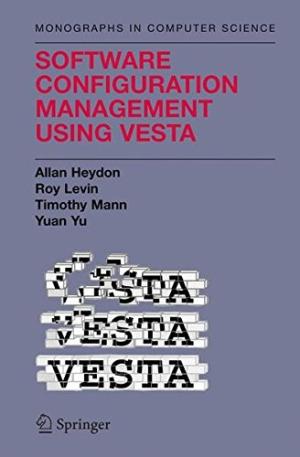 MONOGRAPHS IN COMPUTER SCIENCE
SOFTWARE
CONFIGURATION
MANAGEMENT
USING VESTA
Allan Heydon
Roy Levin
Timothy Mann
Yuan Yu
VESTA
VESTA
VESTA
Springer